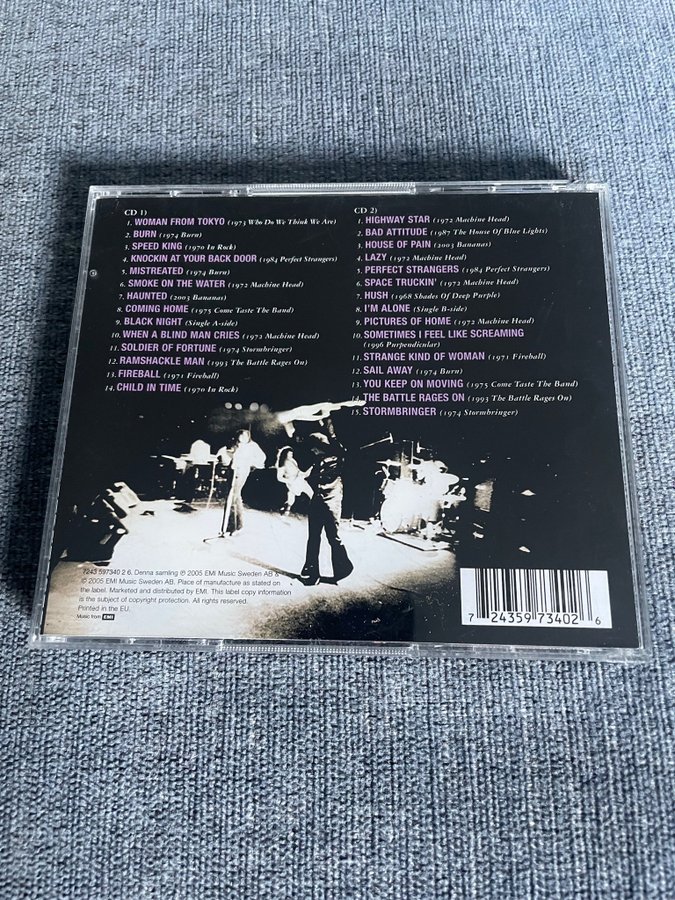 CD 1)
1. WOMAN FROM TOKYO (1973 Who Do We Think We Are)
2. BURN (1974 Burn)
3. SPEED KING (1970 In Rock)
4. KNOCKIN AT YOUR BACK DOOR (1984 Perfect Strangers)
5. MISTREATED (1974 Burn)
6. SMOKE ON THE WATER (1972 Machine Head)
7. HAUNTED (2003 Bananas)
8. COMING HOME (1975 Come Taste The Band)
9. BLACK NIGHT (Single A-side)
10. WHEN A BLIND MAN CRIES (1972 Machine Head)
11. SOLDIER OF FORTUNE (1974 Stormbringer)
12. RAMSHACKLE MAN (1993 The Battle Rages On)
13. FIREBALL (1971 Fireball)
14. CHILD IN TIME (1970 In Rock)
CD 2)
1. HIGHWAY STAR (1972 Machine Head)
2. BAD ATTITUDE (1987 The House Of Blue Lights)
3. HOUSE OF PAIN (2003 Bananas)
4. LAZY (1972 Machine Head)
5. PERFECT STRANGERS (1984 Perfect Strangers)
6. SPACE TRUCKIN' (1972 Machine Head)
7. HUSH (1968 Shades Of Deep Purple)
8. I'M ALONE (Single B-side)
9. PICTURES OF HOME (1972 Machine Head)
10. SOMETIMES I FEEL LIKE SCREAMING
(1996 Purpendicular)
11. STRANGE KIND OF WOMAN (1971 Fireball)
12. SAIL AWAY (1974 Burn)
13. YOU KEEP ON MOVING (1975 Come Taste The Band)
14. THE BATTLE RAGES ON (1993 The Battle Rages On)
15. STORMBRINGER (1974 Stormbringer)
7243 597340 2 6. Denna samling ℗ 2005 EMI Music Sweden AB &
© 2005 EMI Music Sweden AB. Place of manufacture as stated on
the label. Marketed and distributed by EMI. This label copy information
is the subject of copyright protection. All rights reserved.
Printed in the EU.
Music from EMI
7 24359 73402 6